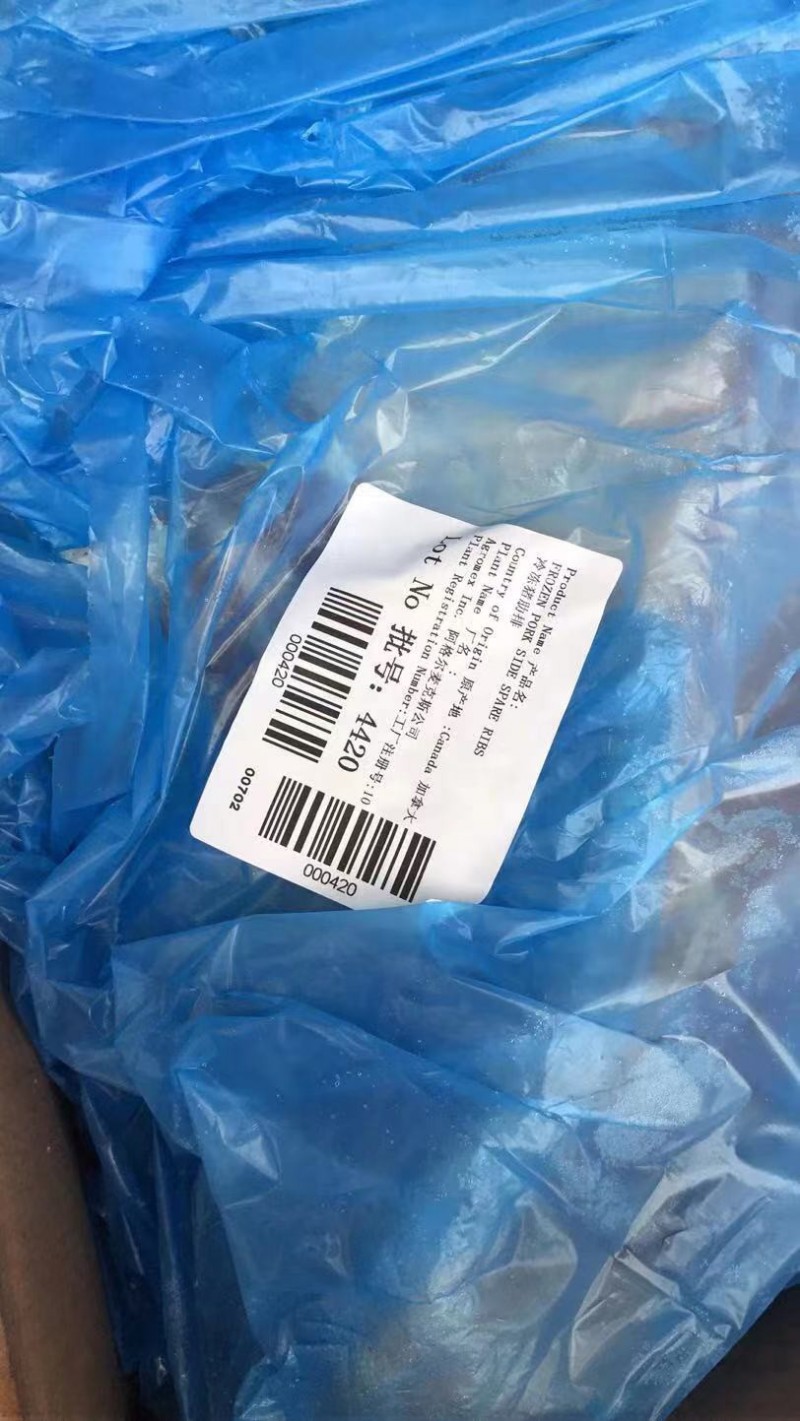 Product Name 产品名:
冷冻猪肋排
FROZEN PORK SIDE SPARE RIBS
Country of Origin 原产地:Canada 加拿大
Plant Name 厂名:
Agromex Inc. 阿格尔麦克斯公司
Plant Registration Number:工厂注册号:10
Lot No 批号: 4420
000420
000420
00702